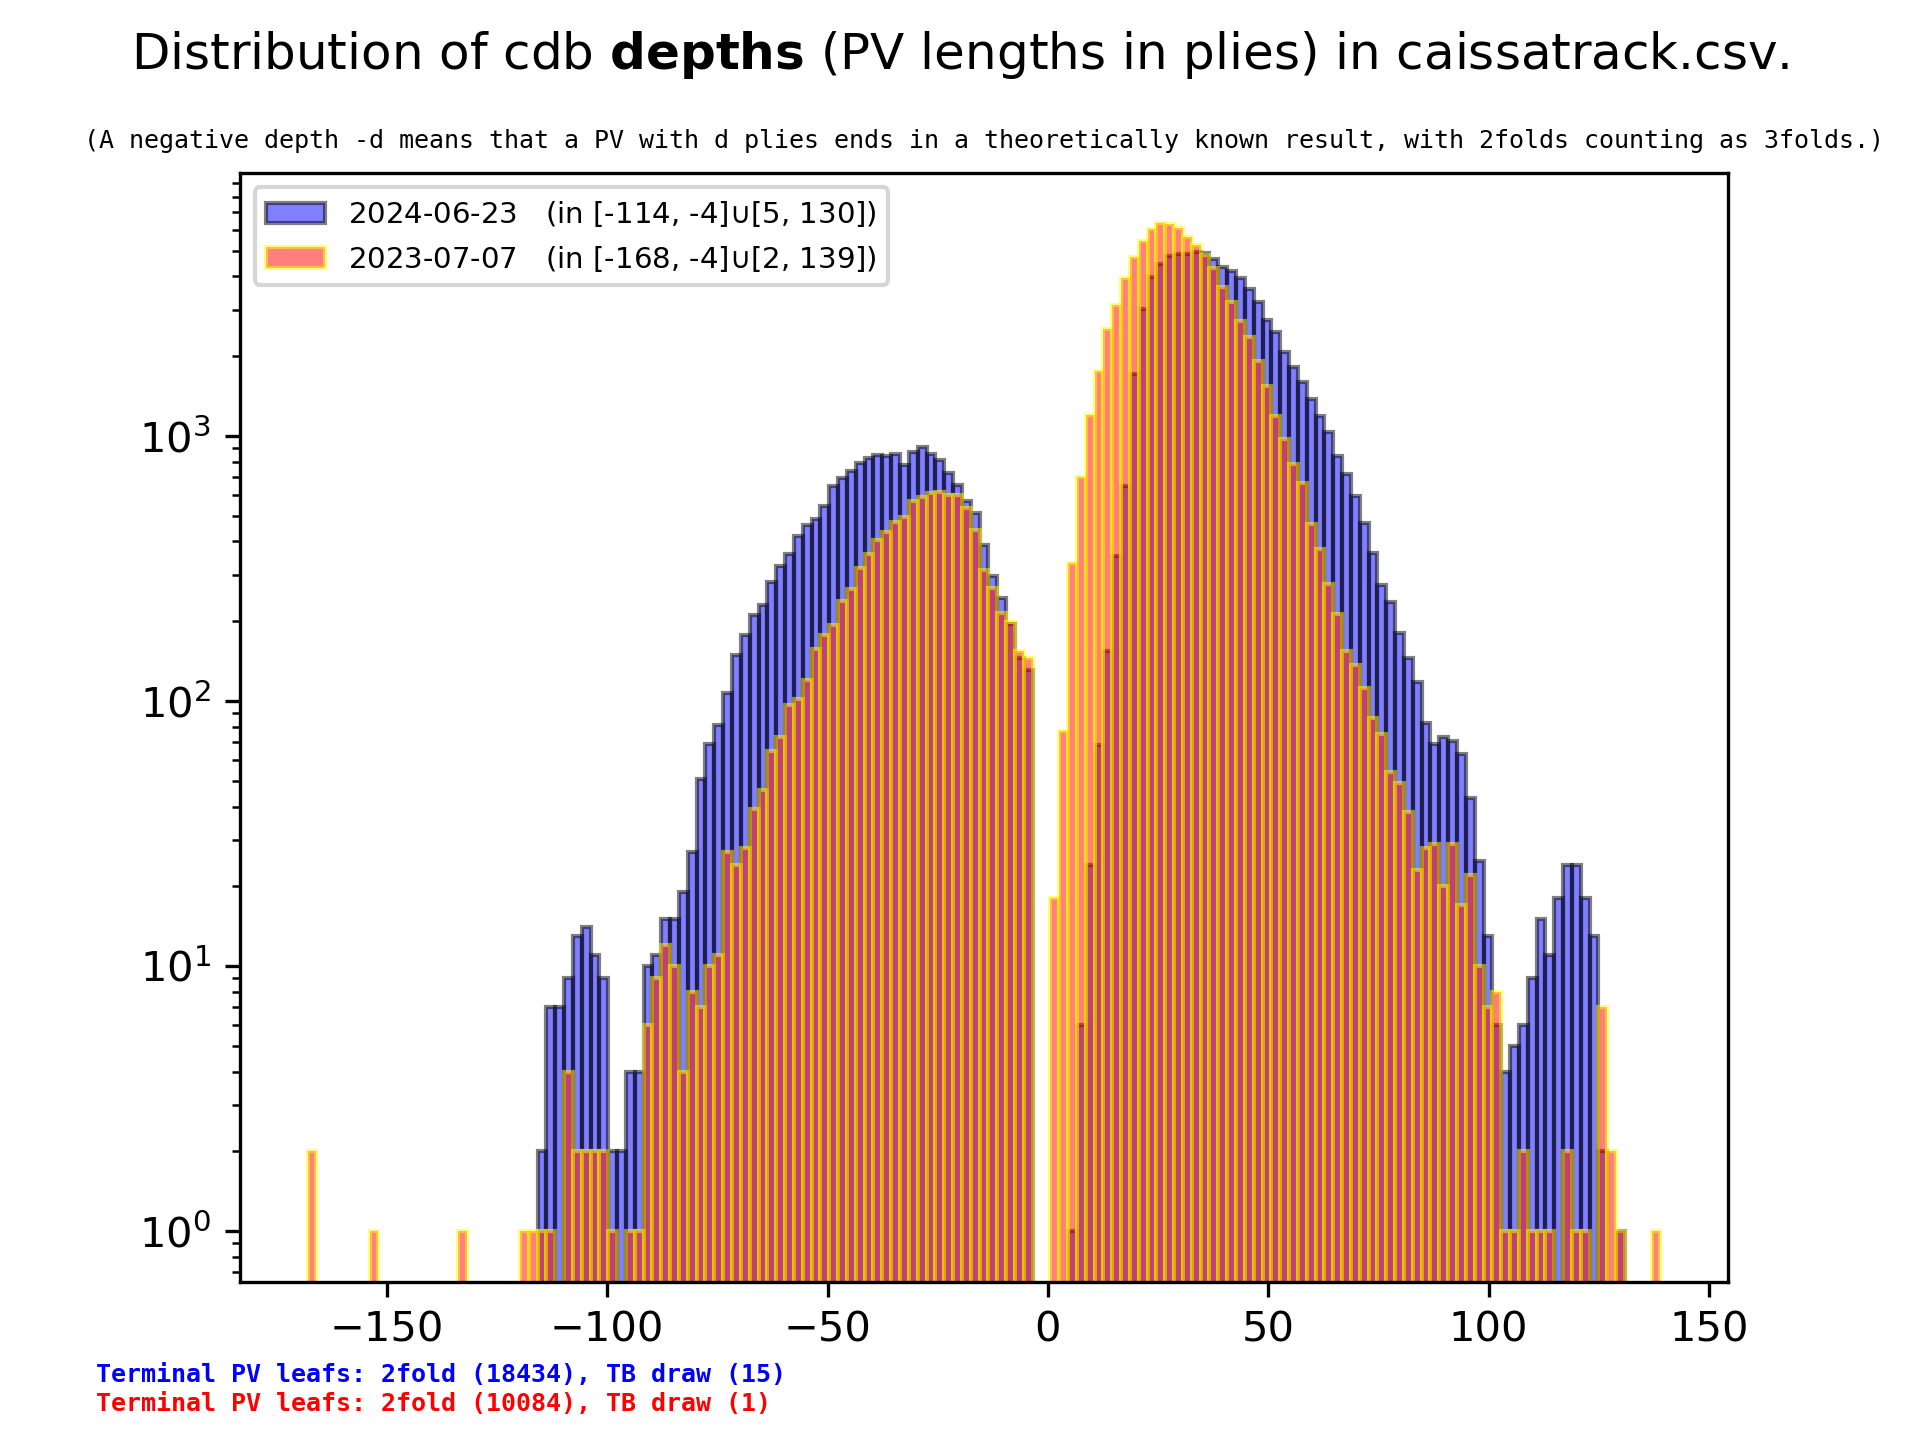 Distribution of cdb depths (PV lengths in plies) in caissatrack.csv.
(A negative depth -d means that a PV with d plies ends in a theoretically known result, with 2folds counting as 3folds.)
2024-06-23 (in [-114, -4]∪[5, 130])
2023-07-07 (in [-168, -4]∪[2, 139])
10³
10²
10¹
10⁰
−150 −100 −50 0 50 100 150
Terminal PV leafs: 2fold (18434), TB draw (15)
Terminal PV leafs: 2fold (10084), TB draw (1)